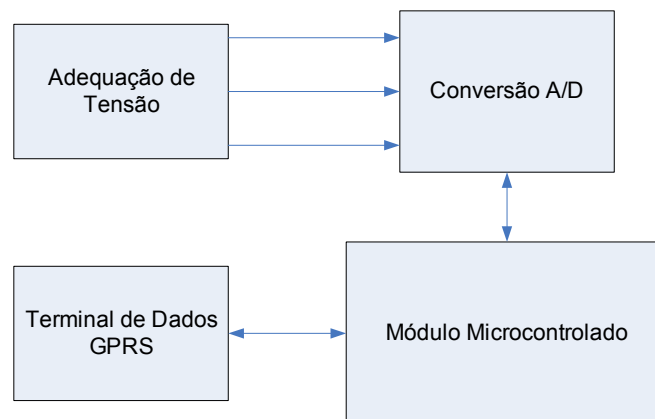 Adequação de
Tensão
Conversão A/D
Terminal de Dados
GPRS
Módulo Microcontrolado